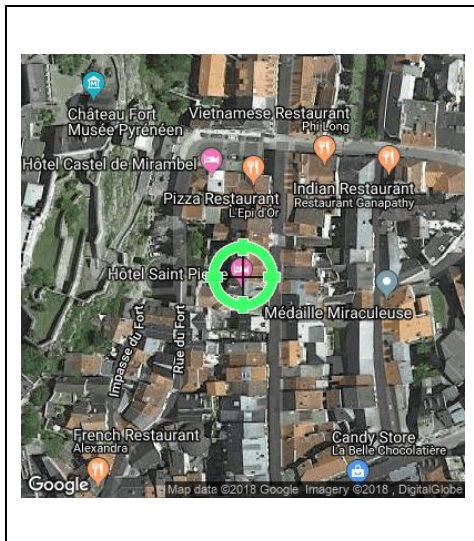 Château Fort
Musée Pyrénéen
Vietnamese Restaurant
Phi Long
Hôtel Castel de Mirambel
Pizza Restaurant
L'Epi d'Or
Indian Restaurant
Restaurant Ganapathy
Hôtel Saint Pierre
Médaille Miraculeuse
Impasse du Fort
Rue du Fort
French Restaurant
Alexandra
Candy Store
La Belle Chocolatière
Google
Map data ©2018 Google Imagery ©2018 , DigitalGlobe